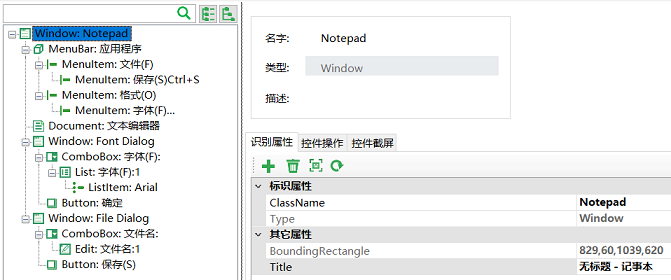 Window: Notepad
MenuBar: 应用程序
MenuItem: 文件(F)
MenuItem: 保存(S)Ctrl+S
MenuItem: 格式(O)
MenuItem: 字体(F)...
Document: 文本编辑器
Window: Font Dialog
ComboBox: 字体(F):
List: 字体(F):1
ListItem: Arial
Button: 确定
Window: File Dialog
ComboBox: 文件名:
Edit: 文件名:1
Button: 保存(S)
名字: Notepad
类型: Window
描述:
识别属性 控件操作 控件截屏
标识属性
ClassName Notepad
Type Window
其它属性
BoundingRectangle 829,60,1039,620
Title 无标题 - 记事本